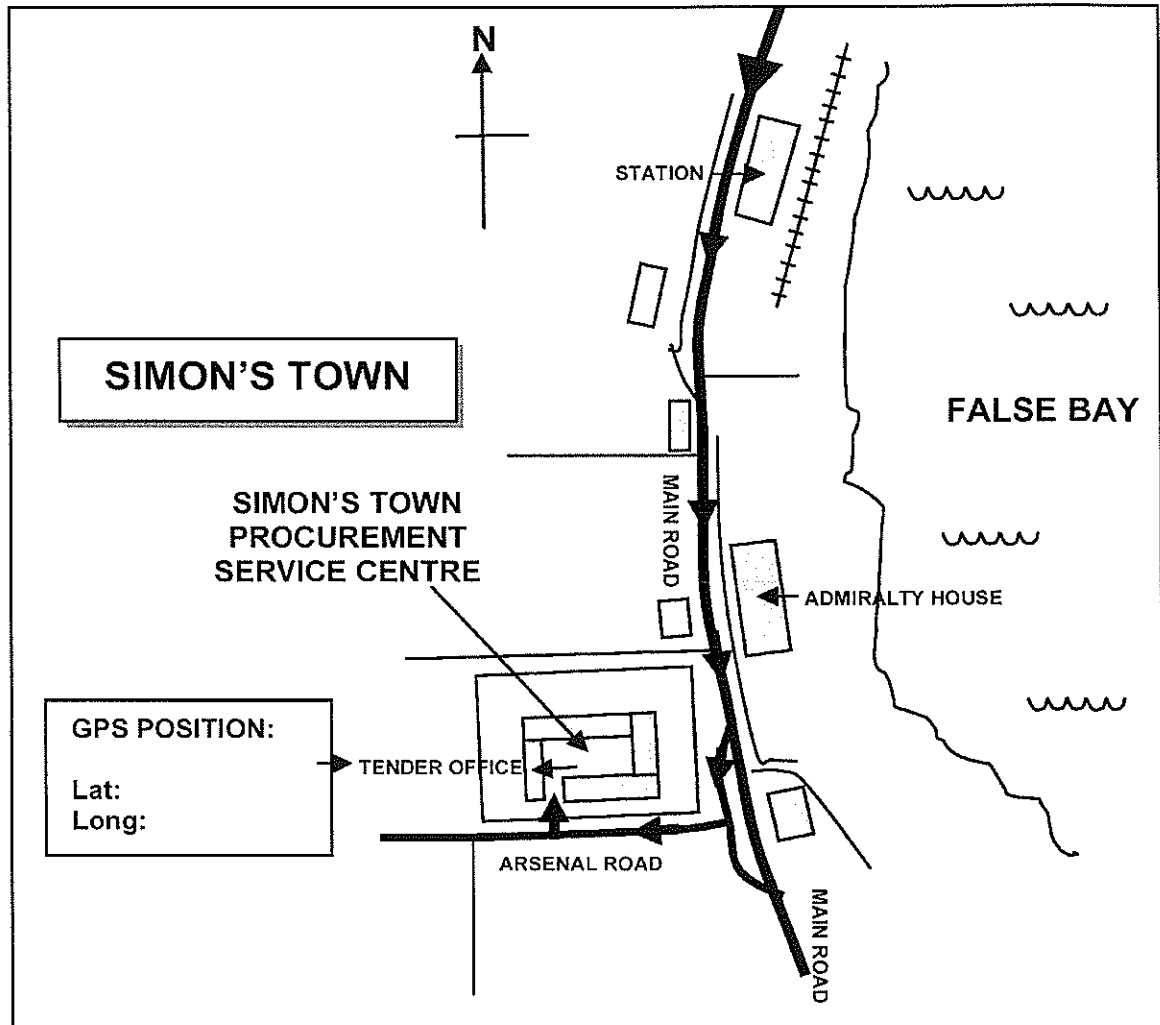 N
STATION
SIMON'S TOWN
FALSE BAY
SIMON'S TOWN
PROCUREMENT
SERVICE CENTRE
MAIN ROAD
ADMIRALTY HOUSE
GPS POSITION:
Lat:
Long:
TENDER OFFICE
ARSENAL ROAD
MAIN ROAD